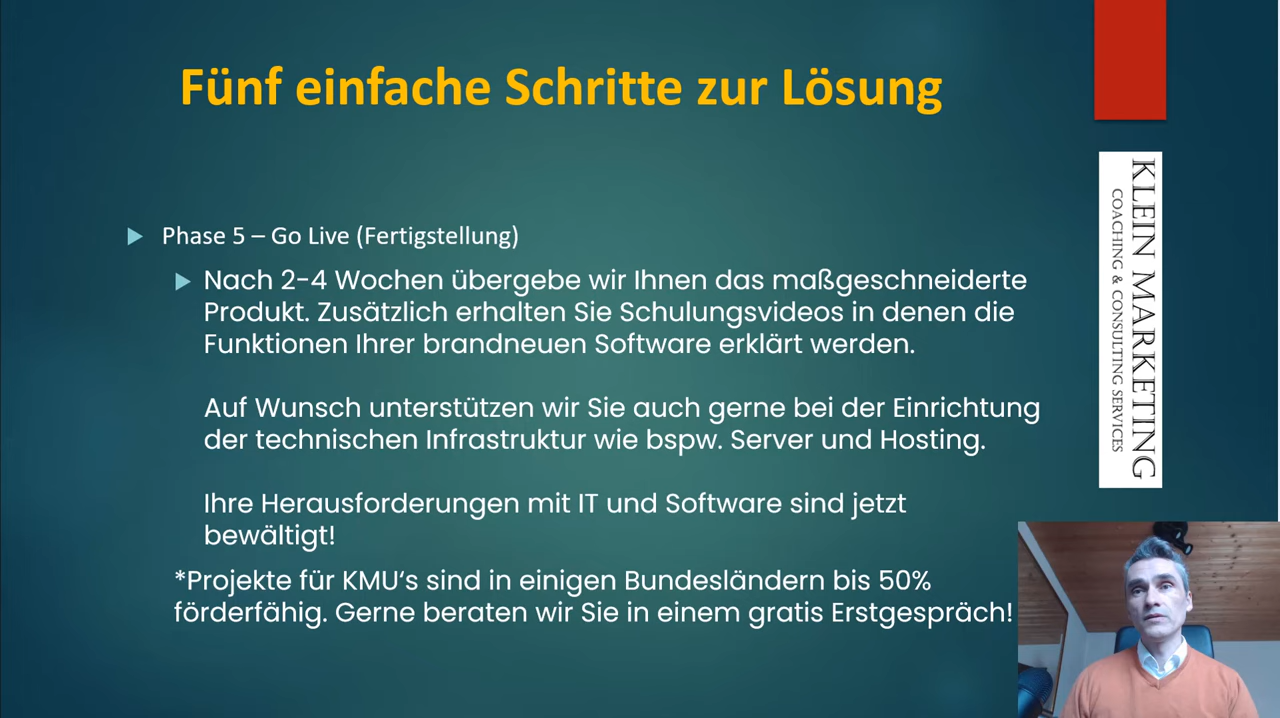 Fünf einfache Schritte zur Lösung
Phase 5 – Go Live (Fertigstellung)
Nach 2-4 Wochen übergebe wir Ihnen das maßgeschneiderte
Produkt. Zusätzlich erhalten Sie Schulungsvideos in denen die
Funktionen Ihrer brandneuen Software erklärt werden.
Auf Wunsch unterstützen wir Sie auch gerne bei der Einrichtung
der technischen Infrastruktur wie bspw. Server und Hosting.
Ihre Herausforderungen mit IT und Software sind jetzt
bewältigt!
*Projekte für KMU‘s sind in einigen Bundesländern bis 50%
förderfähig. Gerne beraten wir Sie in einem gratis Erstgespräch!
KLEIN MARKETING
COACHING & CONSULTING SERVICES